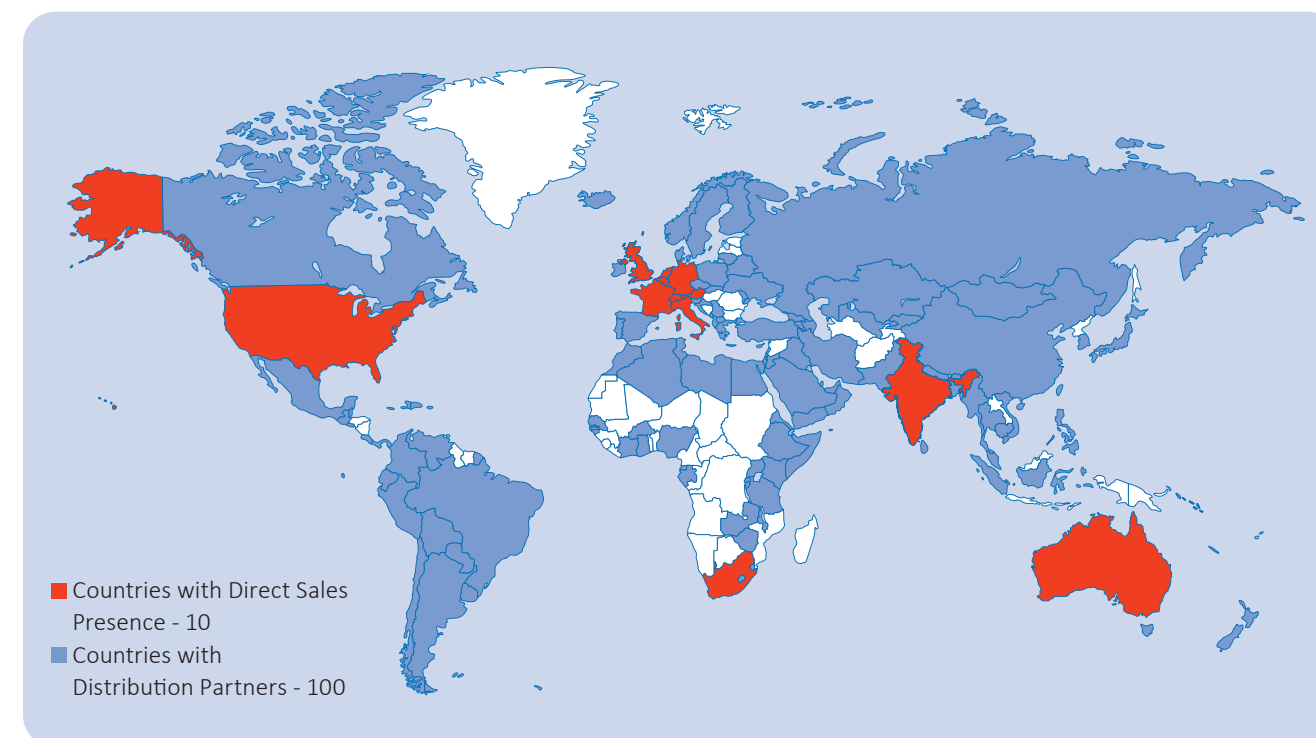 Countries with Direct Sales
Presence - 10
Countries with
Distribution Partners - 100